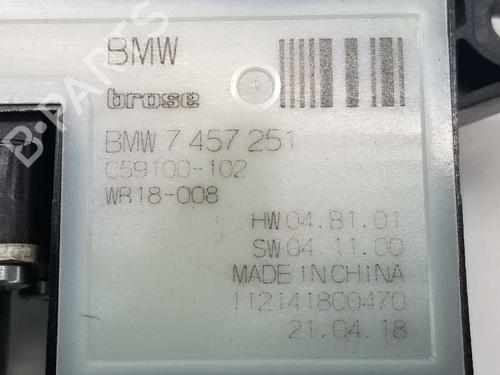 BMW
brose
BMW 7 457 251
C59100-102
WR18-008
HW 04.B1.01
SW 04.11.00
MADE IN CHINA
112141800470
21.04.18
B-PARTS